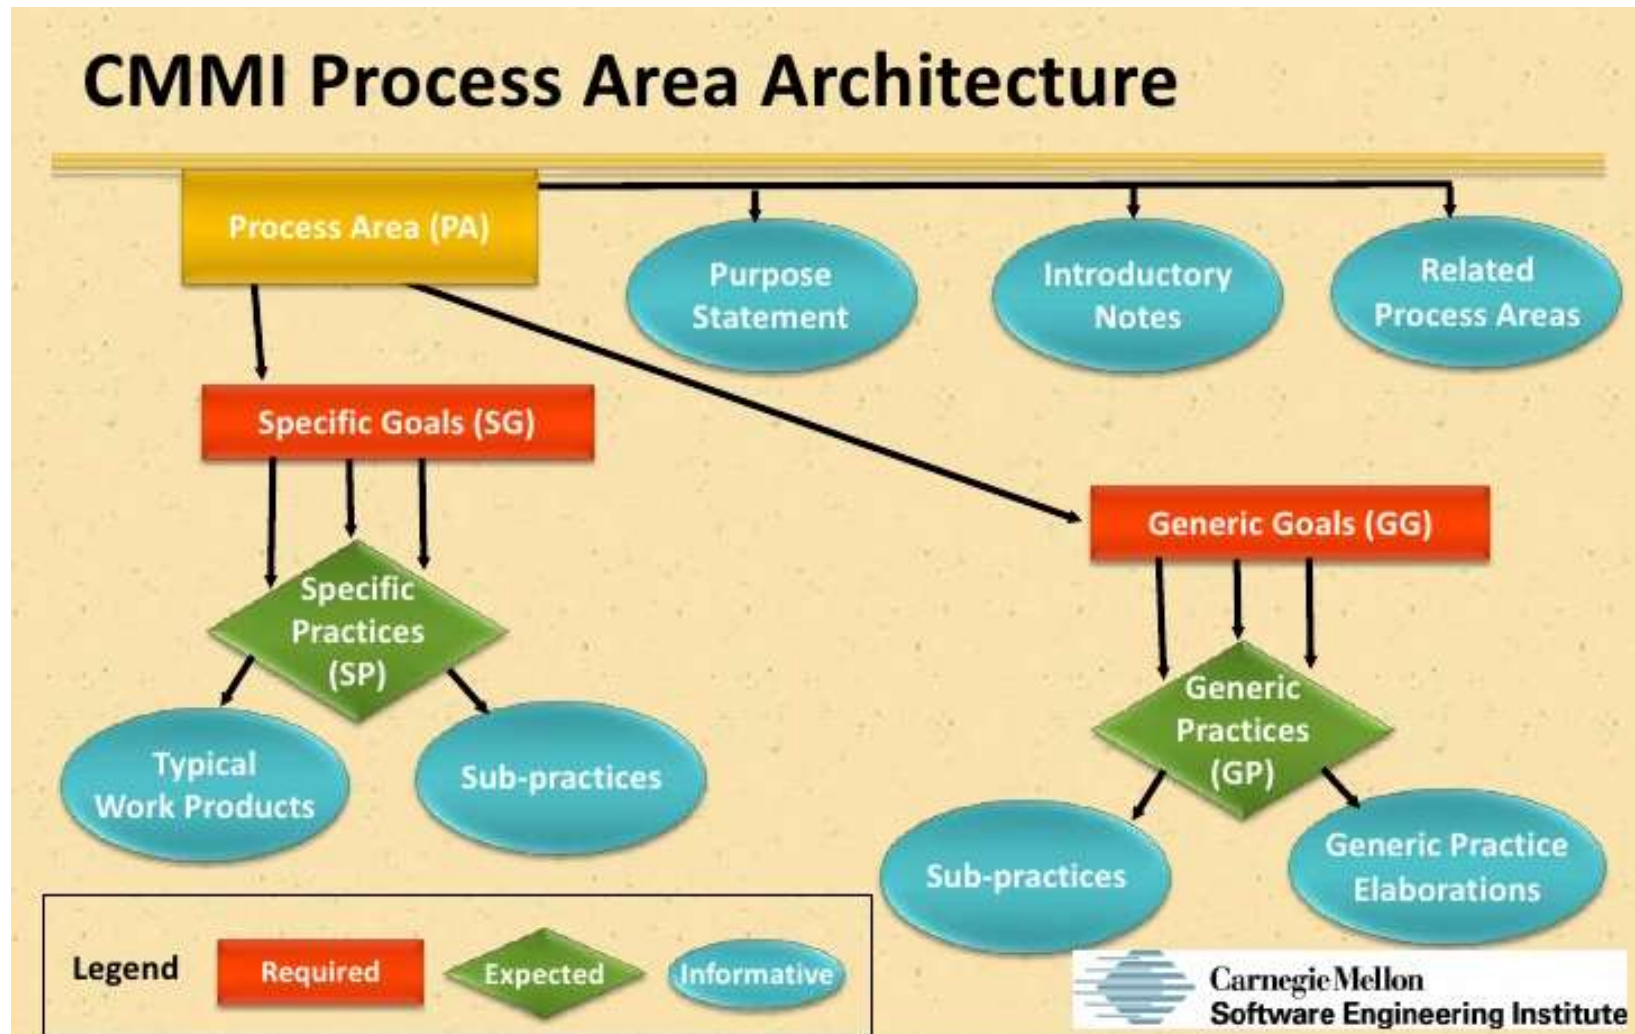 CMMI Process Area Architecture
Process Area (PA)
Purpose
Statement
Introductory
Notes
Related
Process Areas
Specific Goals (SG)
Generic Goals (GG)
Specific
Practices
(SP)
Generic
Practices
(GP)
Typical
Work Products
Sub-practices
Sub-practices
Generic Practice
Elaborations
Legend
Required
Expected
Informative
Carnegie Mellon
Software Engineering Institute